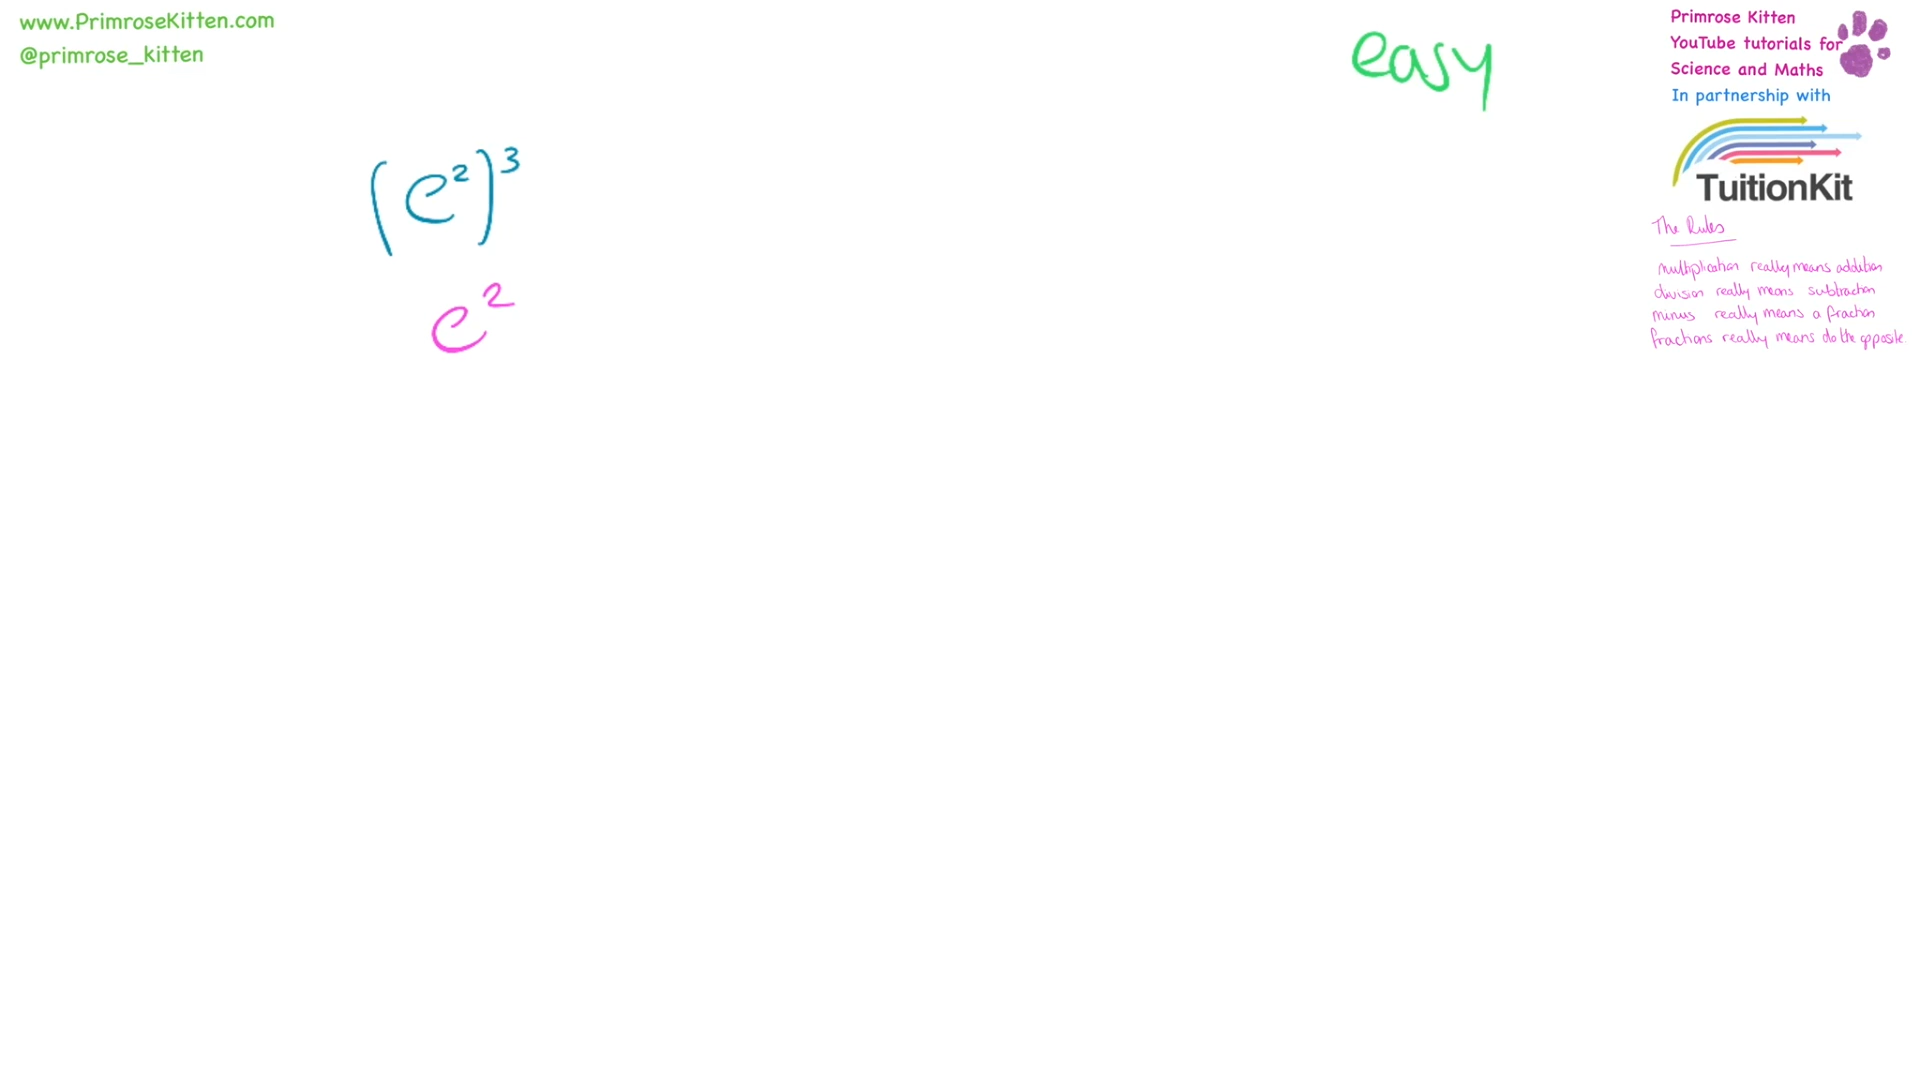 www.PrimroseKitten.com
@primrose_kitten
easy
(e²)³
e²
Primrose Kitten
YouTube tutorials for
Science and Maths
In partnership with
TuitionKit
The Rules
multiplication really means addition
division really means subtraction
minus really means a fraction
fractions really means do the opposite